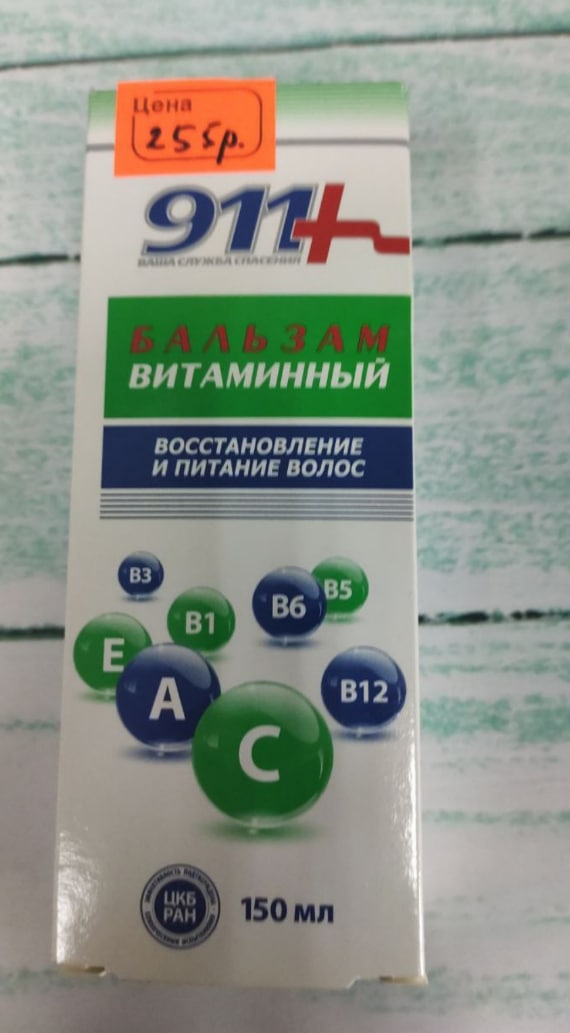 Цена
255р.
911+
ВАША СЛУЖБА СПАСЕНИЯ
БАЛЬЗАМ
ВИТАМИННЫЙ
ВОССТАНОВЛЕНИЕ
И ПИТАНИЕ ВОЛОС
B3
B5
B6
B1
E
A
B12
C
ЦКБ
РАН
150 мл